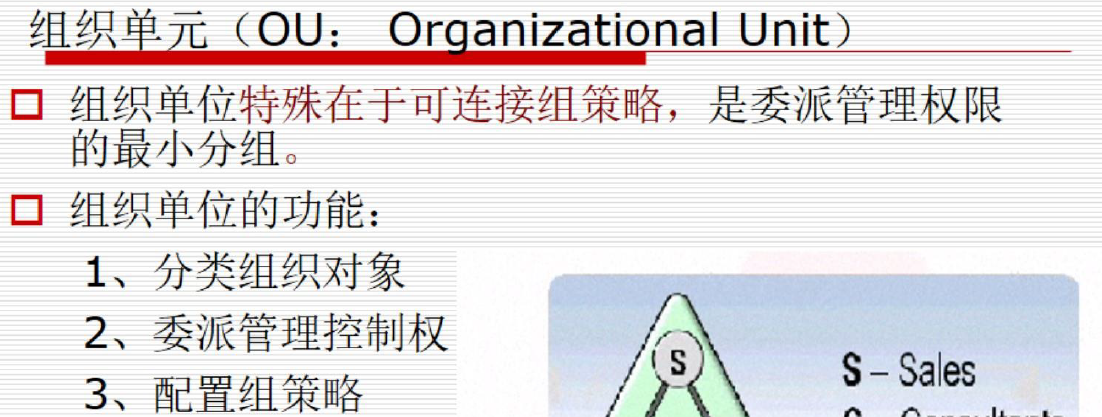 组织单元（OU： Organizational Unit）
组织单位特殊在于可连接组策略，是委派管理权限
的最小分组。
组织单位的功能：
1、分类组织对象
2、委派管理控制权
3、配置组策略
S
S – Sales